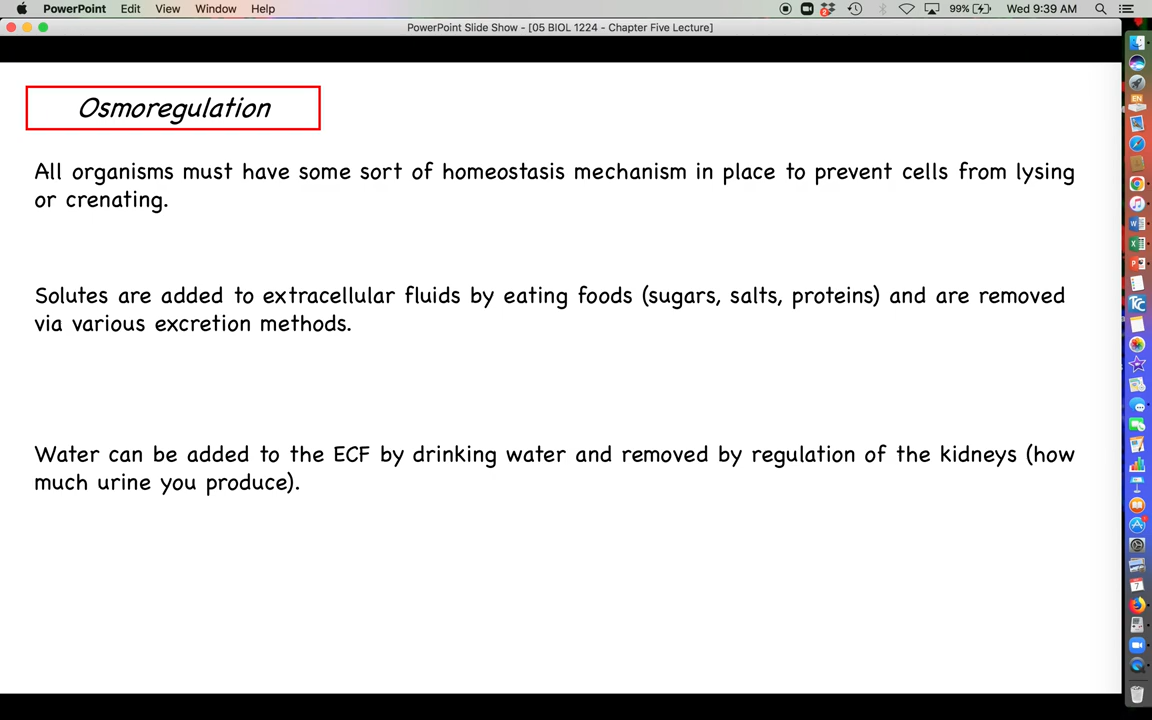 PowerPoint Edit View Window Help 99% Wed 9:39 AM
PowerPoint Slide Show - [05 BIOL 1224 - Chapter Five Lecture]
Osmoregulation
All organisms must have some sort of homeostasis mechanism in place to prevent cells from lysing
or crenating.
Solutes are added to extracellular fluids by eating foods (sugars, salts, proteins) and are removed
via various excretion methods.
Water can be added to the ECF by drinking water and removed by regulation of the kidneys (how
much urine you produce).